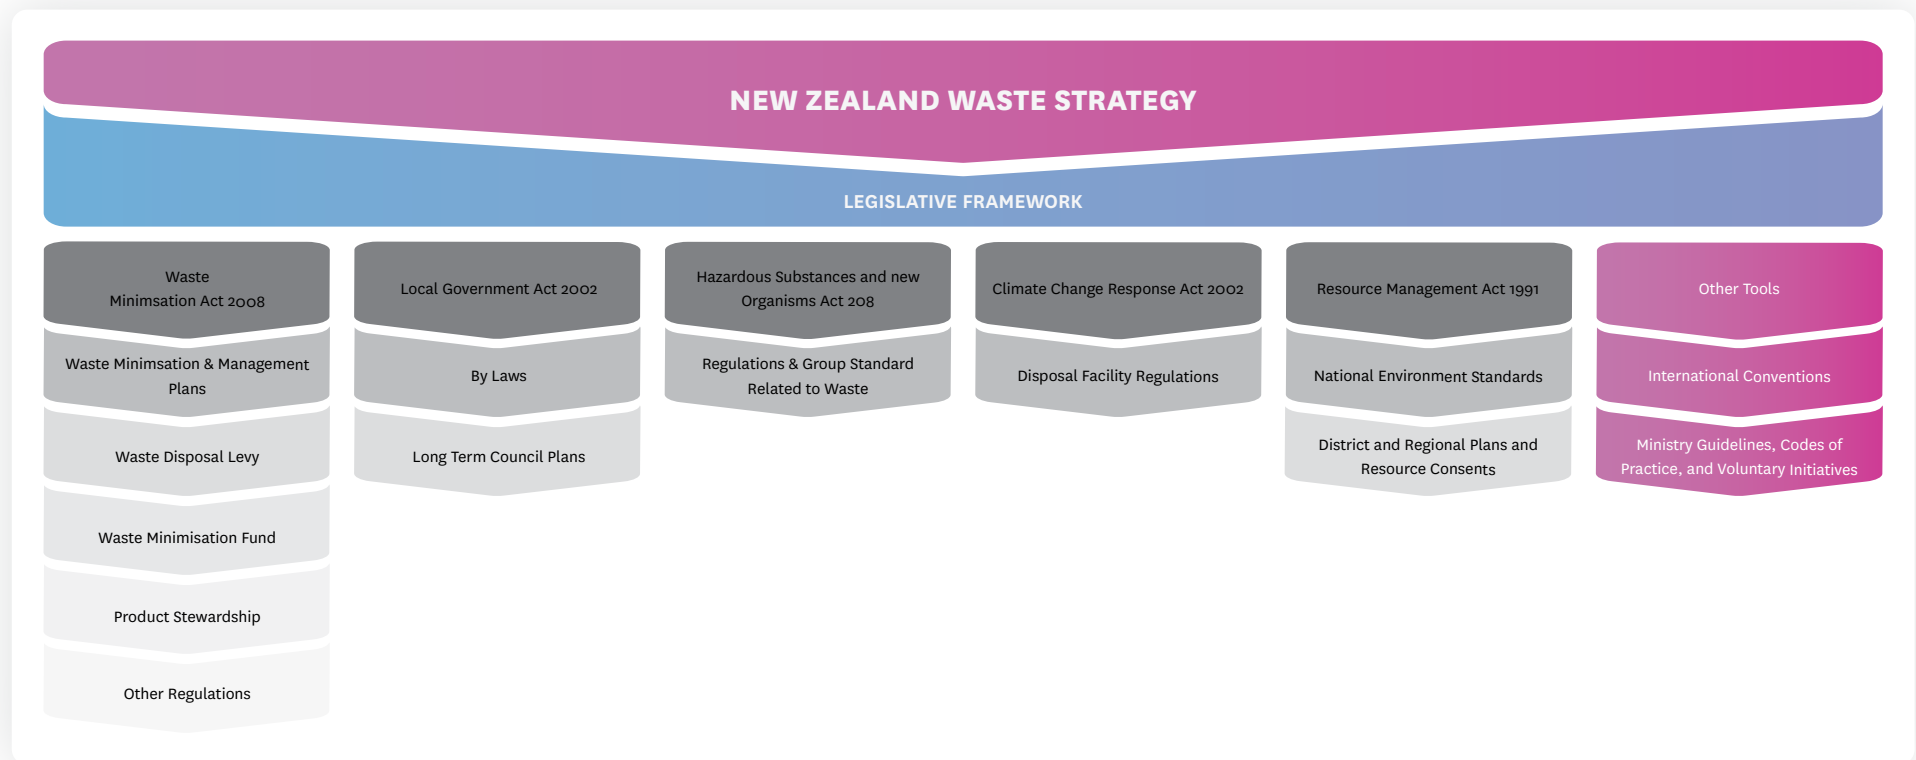 NEW ZEALAND WASTE STRATEGY
LEGISLATIVE FRAMEWORK
Waste
Minimsation Act 2008
Waste Minimsation & Management
Plans
Waste Disposal Levy
Waste Minimisation Fund
Product Stewardship
Other Regulations
Local Government Act 2002
By Laws
Long Term Council Plans
Hazardous Substances and new
Organisms Act 208
Regulations & Group Standard
Related to Waste
Climate Change Response Act 2002
Disposal Facility Regulations
Resource Management Act 1991
National Environment Standards
District and Regional Plans and
Resource Consents
Other Tools
International Conventions
Ministry Guidelines, Codes of
Practice, and Voluntary Initiatives